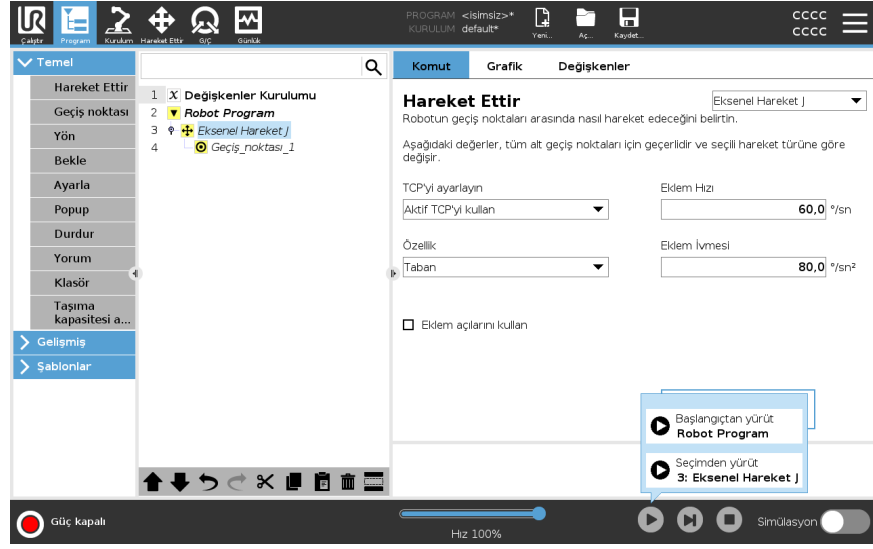 UR
PROGRAM <isimsiz>*
KURULUM default*
Çalıştır
Program
Kurulum
Hareket Ettir
G/Ç
Günlük
Yeni...
Aç...
Kaydet...
cccc
cccc
Temel
Hareket Ettir
Geçiş noktası
Yön
Bekle
Ayarla
Popup
Durdur
Yorum
Klasör
Taşıma
kapasitesi a...
Gelişmiş
Şablonlar
1 X Değişkenler Kurulumu
2 Robot Program
3 Eksenel Hareket J
4 Geçiş_noktası_1
Komut
Grafik
Değişkenler
Hareket Ettir
Eksenel Hareket J
Robotun geçiş noktaları arasında nasıl hareket edeceğini belirtin.
Aşağıdaki değerler, tüm alt geçiş noktaları için geçerlidir ve seçili hareket türüne göre
değişir.
TCP'yi ayarlayın
Eklem Hızı
Aktif TCP'yi kullan
60,0 °/sn
Özellik
Eklem İvmesi
Taban
80,0 °/sn²
Eklem açılarını kullan
Başlangıçtan yürüt
Robot Program
Seçimden yürüt
3: Eksenel Hareket J
Güç kapalı
Hız 100%
Simülasyon